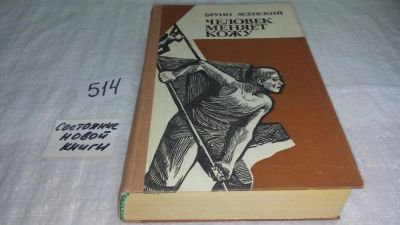 БРУНО ЯСЕНСКИЙ
ЧЕЛОВЕК
МЕНЯЕТ
КОЖУ
514
СОСТОЯНИЕ
НОВОЙ
КНИГИ